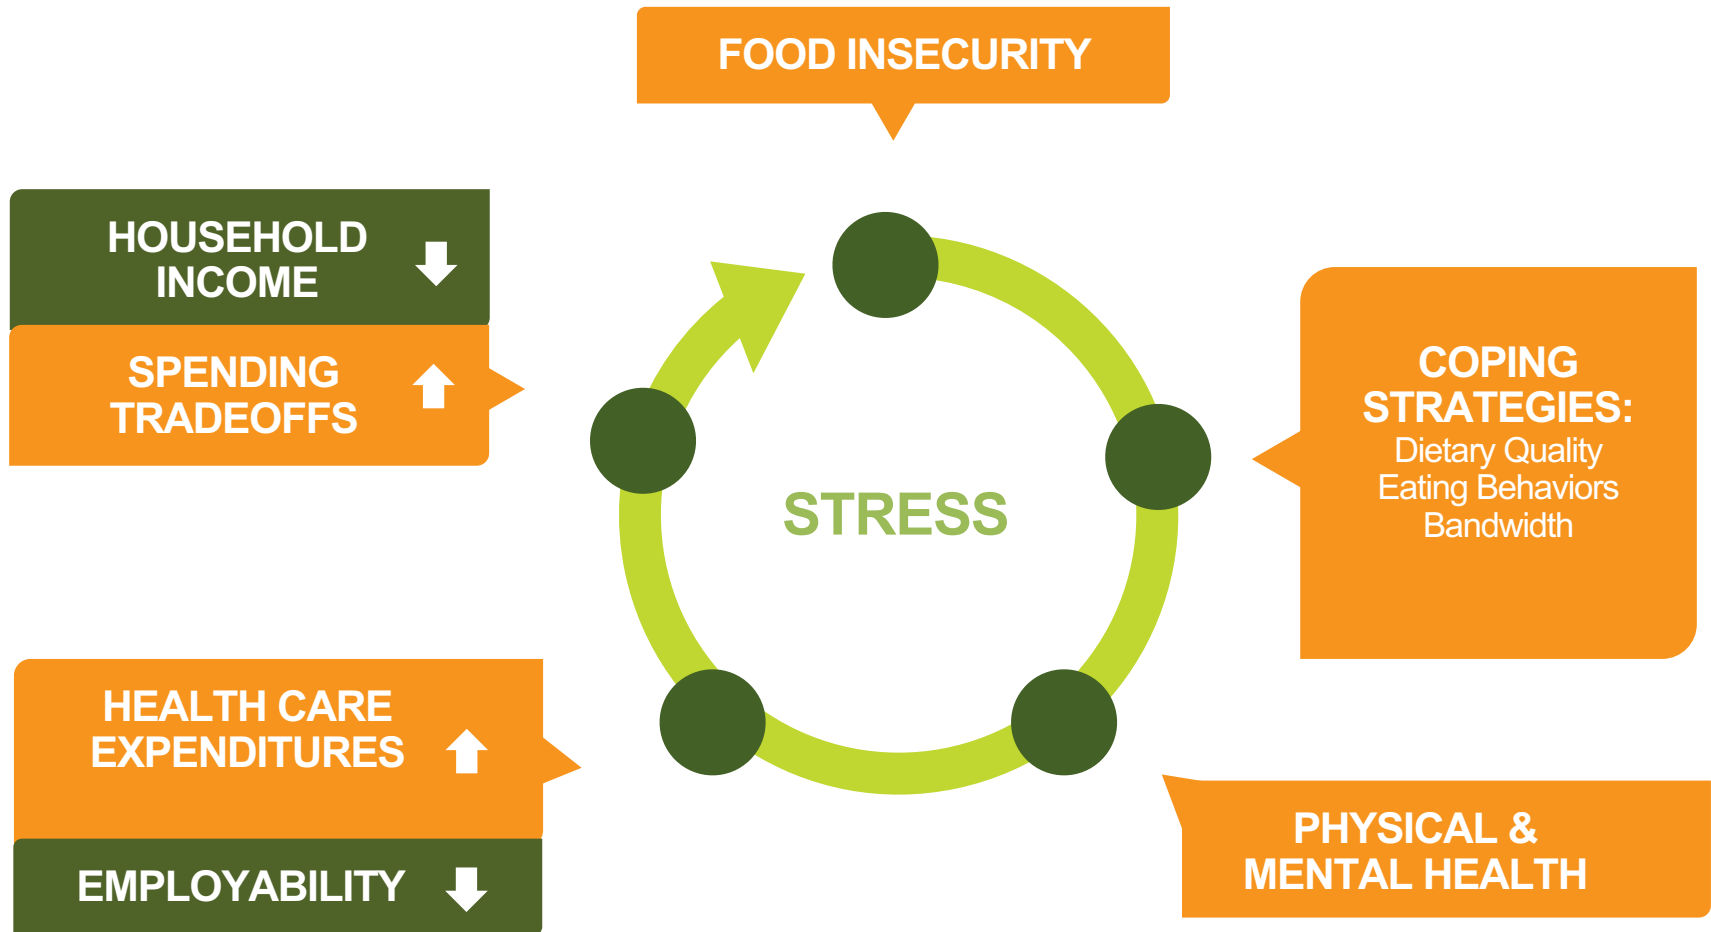 FOOD INSECURITY
HOUSEHOLD
INCOME
SPENDING
TRADEOFFS
COPING
STRATEGIES:
Dietary Quality
Eating Behaviors
Bandwidth
STRESS
HEALTH CARE
EXPENDITURES
EMPLOYABILITY
PHYSICAL &
MENTAL HEALTH